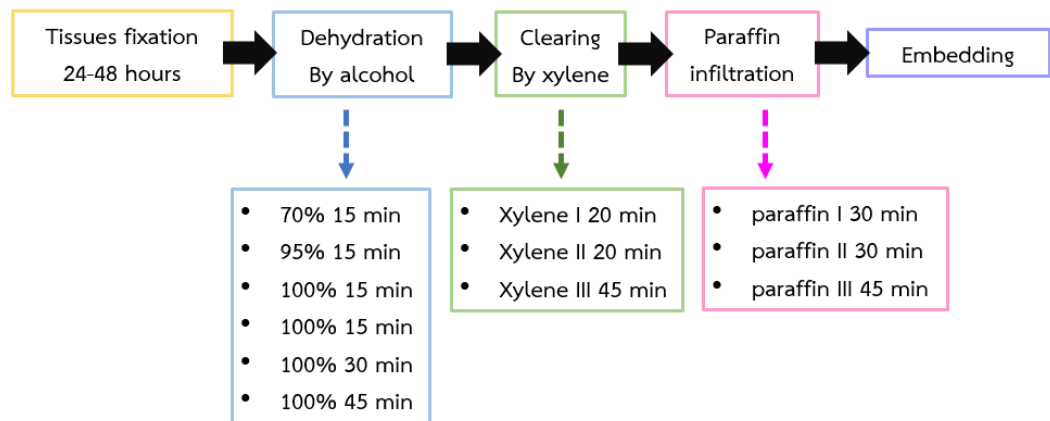 Tissues fixation
24-48 hours
Dehydration
By alcohol
Clearing
By xylene
Paraffin
infiltration
Embedding
• 70% 15 min
• 95% 15 min
• 100% 15 min
• 100% 15 min
• 100% 30 min
• 100% 45 min
• Xylene I 20 min
• Xylene II 20 min
• Xylene III 45 min
• paraffin I 30 min
• paraffin II 30 min
• paraffin III 45 min